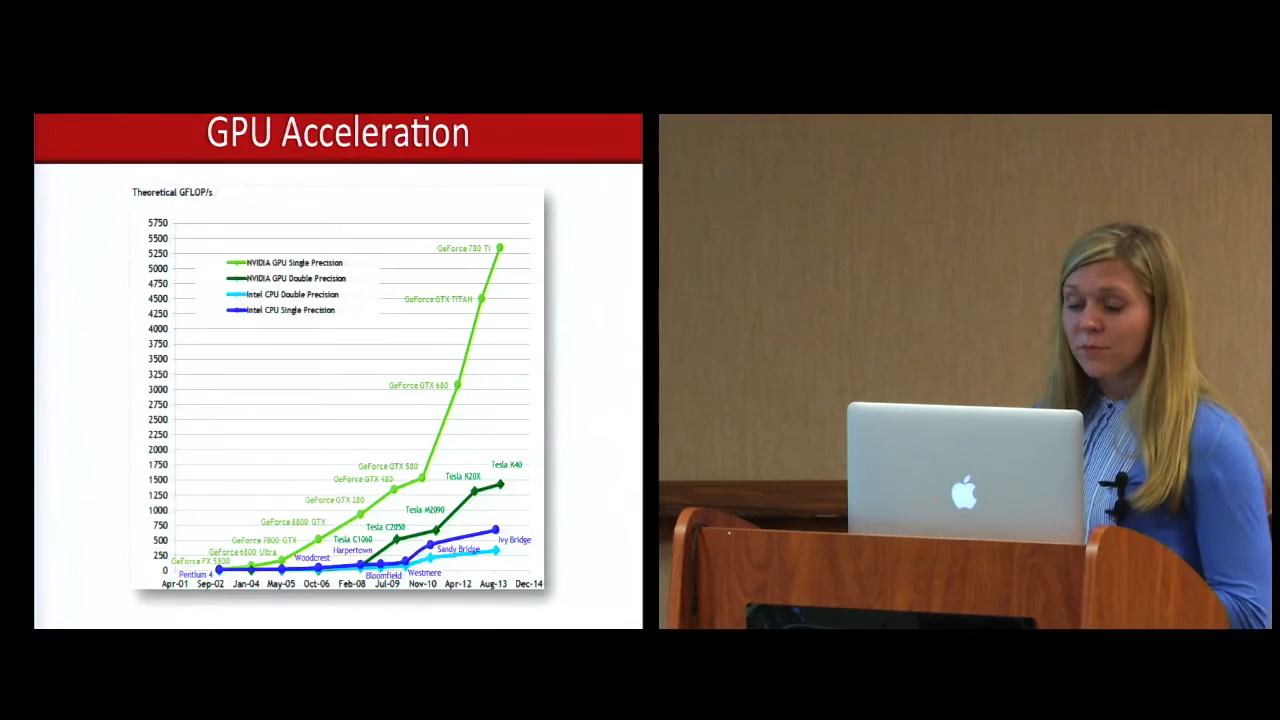 GPU Acceleration
Theoretical GFLOP/s
5750
5500
5250
5000
4750
4500
4250
4000
3750
3500
3250
3000
2750
2500
2250
2000
1750
1500
1250
1000
750
500
250
0
NVIDIA GPU Single Precision
NVIDIA GPU Double Precision
Intel CPU Double Precision
Intel CPU Single Precision
GeForce 780 Ti
GeForce GTX TITAN
GeForce GTX 680
GeForce GTX 580
GeForce GTX 480
GeForce GTX 280
GeForce 8800 GTX
GeForce 7800 GTX
GeForce 6800 Ultra
GeForce FX 5800
Tesla K40
Tesla K20X
Tesla M2090
Tesla C2050
Tesla C1060
Harpertown
Woodcrest
Pentium 4
Bloomfield
Westmere
Sandy Bridge
Ivy Bridge
Apr-01 Sep-02 Jan-04 May-05 Oct-06 Feb-08 Jul-09 Nov-10 Apr-12 Aug-13 Dec-14